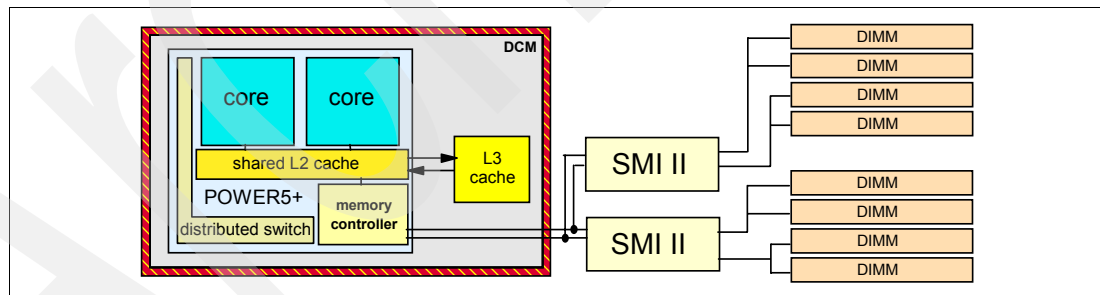 DCM
core
core
shared L2 cache
L3
cache
POWER5+
memory
controller
distributed switch
SMI II
SMI II
DIMM
DIMM
DIMM
DIMM
DIMM
DIMM
DIMM
DIMM